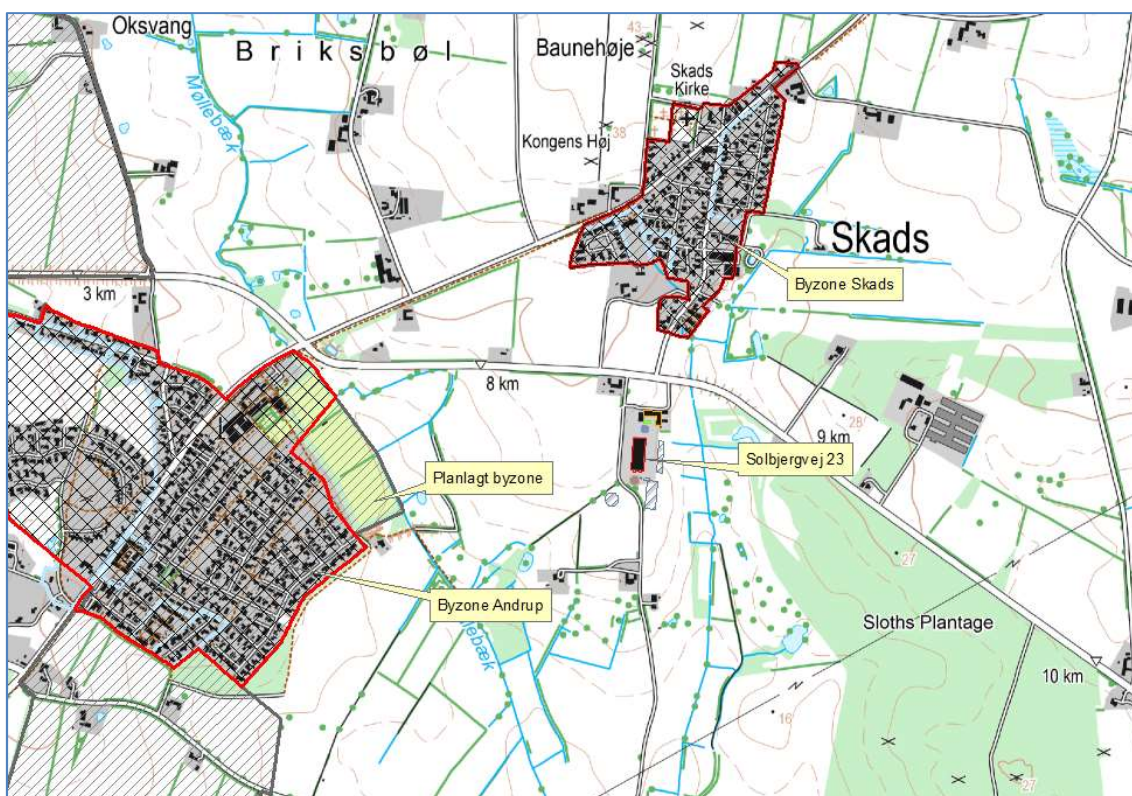 Oksvang
Briksbøl
Baunehøje
43
Skads
Kirke
Møllebæk
Kongens Høj
38
Skads
Byzone Skads
3 km
8 km
28
9 km
Solbjergvej 23
Planlagt byzone
27
Byzone Andrup
Sloths Plantage
10 km
16
27